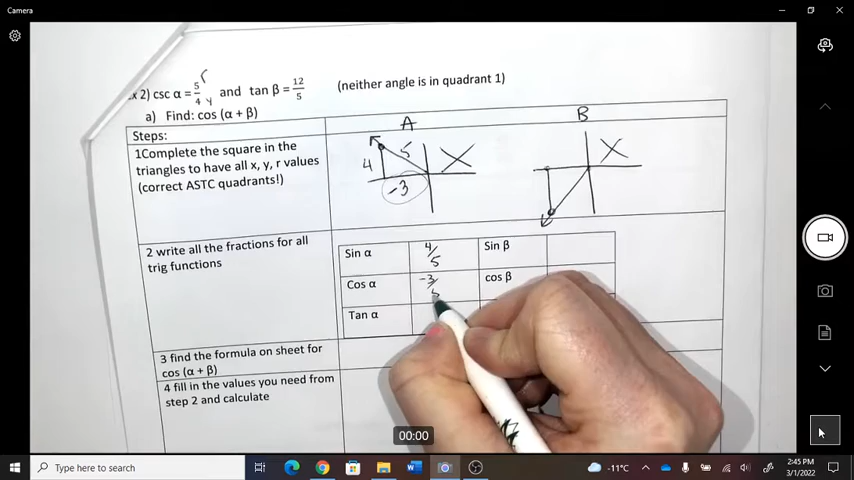 Camera
x 2) csc α = 5/4 r y and tan β = 12/5 (neither angle is in quadrant 1)
a) Find: cos (α + β)
Steps:
A
B
1Complete the square in the
triangles to have all x, y, r values
(correct ASTC quadrants!)
4
5
-3
2 write all the fractions for all
trig functions
Sin α
4/5
Sin β
Cos α
-3/5
cos β
Tan α
3 find the formula on sheet for
cos (α + β)
4 fill in the values you need from
step 2 and calculate
00:00
Type here to search
-11°C
2:45 PM
3/1/2022